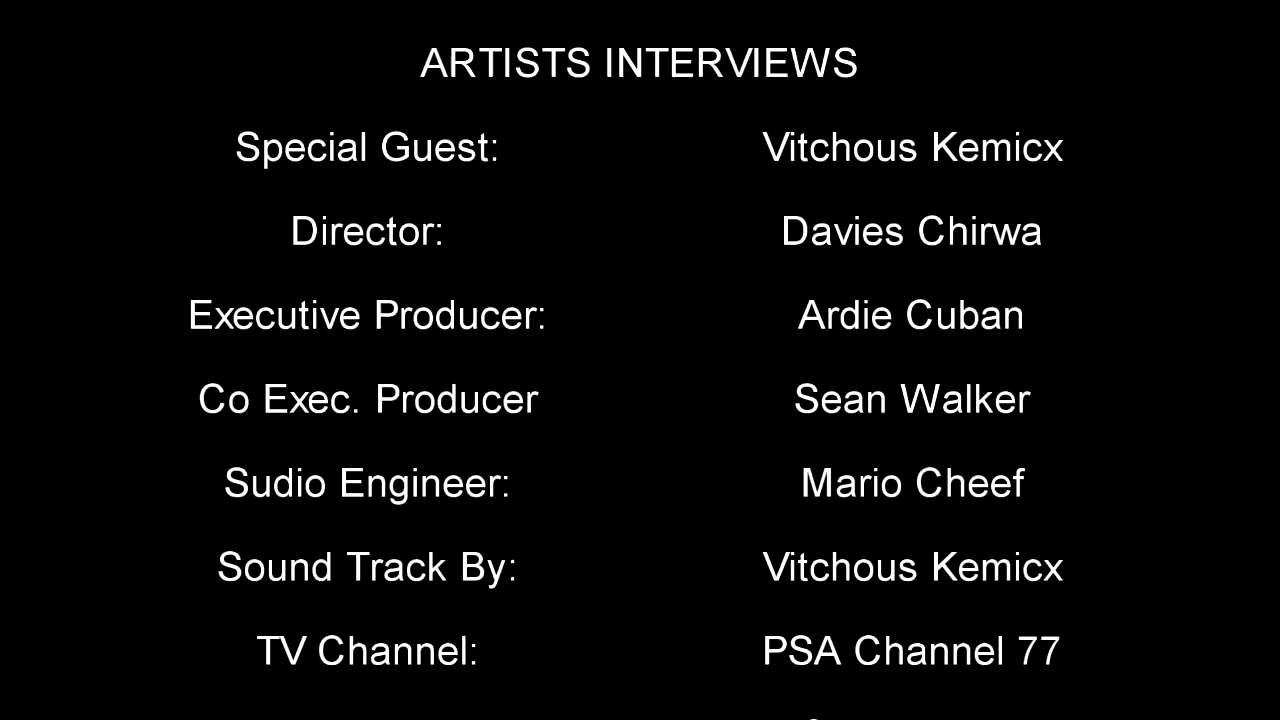 ARTISTS INTERVIEWS
Special Guest: Vitchous Kemicx
Director: Davies Chirwa
Executive Producer: Ardie Cuban
Co Exec. Producer Sean Walker
Sudio Engineer: Mario Cheef
Sound Track By: Vitchous Kemicx
TV Channel: PSA Channel 77